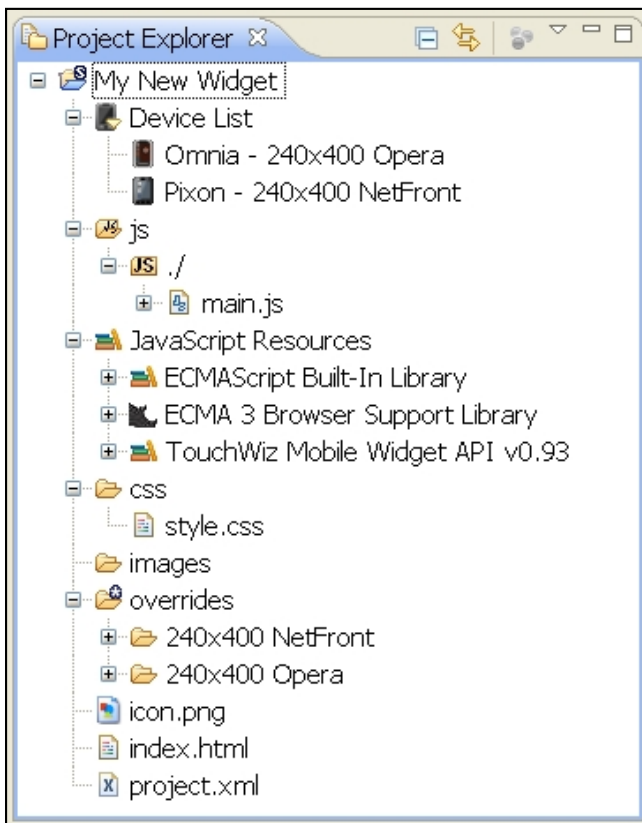 Project Explorer
My New Widget
Device List
Omnia - 240x400 Opera
Pixon - 240x400 NetFront
js
./
main.js
JavaScript Resources
ECMAScript Built-In Library
ECMA 3 Browser Support Library
TouchWiz Mobile Widget API v0.93
css
style.css
images
overrides
240x400 NetFront
240x400 Opera
icon.png
index.html
project.xml